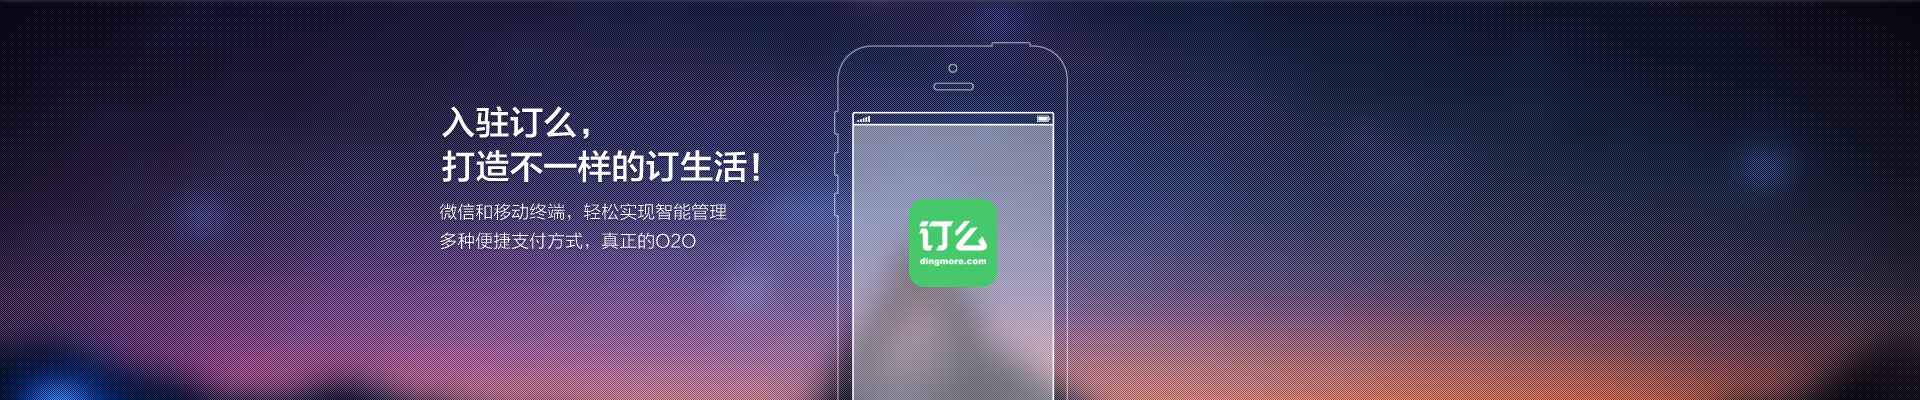 入驻订么，
打造不一样的订生活！
微信和移动终端，轻松实现智能管理
多种便捷支付方式，真正的O2O
订么
dingmore.com